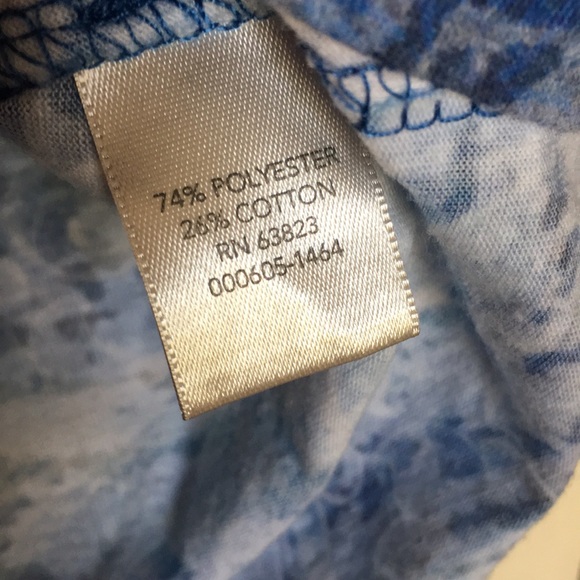 74% POLYESTER
26% COTTON
RN 63823
000605-1464